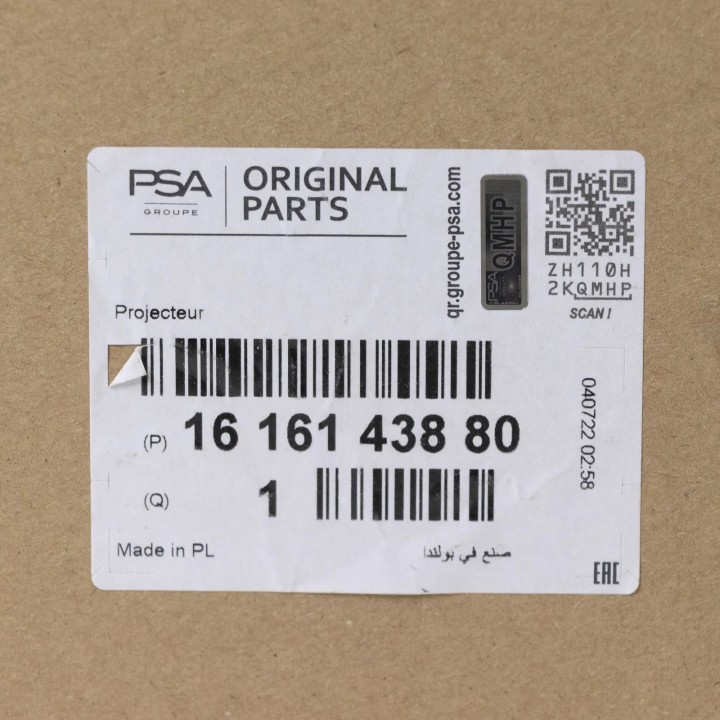 PSA
GROUPE
ORIGINAL
PARTS
qr.groupe-psa.com
PSA
QMHP
ZH110H
2KQMHP
SCAN!
Projecteur
(P) 16 161 438 80
(Q) 1
040722 02:58
Made in PL
صنع في بولندا
EAC